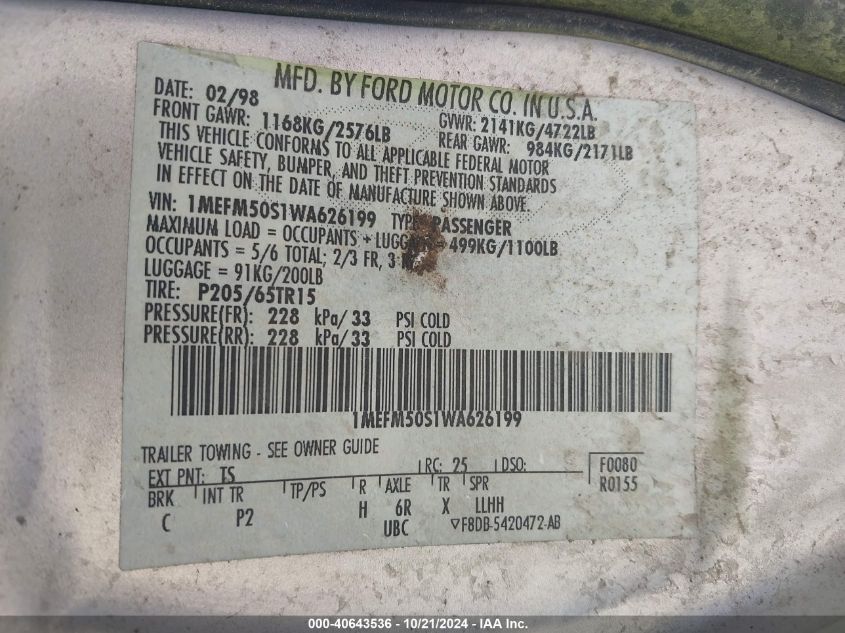 MFD. BY FORD MOTOR CO. IN U.S.A.
DATE: 02/98 GVWR: 2141KG/4722LB
FRONT GAWR: 1168KG/2576LB REAR GAWR: 984KG/2171LB
THIS VEHICLE CONFORMS TO ALL APPLICABLE FEDERAL MOTOR
VEHICLE SAFETY, BUMPER, AND THEFT PREVENTION STANDARDS
IN EFFECT ON THE DATE OF MANUFACTURE SHOWN ABOVE.
VIN: 1MEFM50S1WA626199 TYPE: PASSENGER
MAXIMUM LOAD = OCCUPANTS + LUGGAGE = 499KG/1100LB
OCCUPANTS = 5/6 TOTAL; 2/3 FR, 3
LUGGAGE = 91KG/200LB
TIRE: P205/65TR15
PRESSURE(FR): 228 kPa/ 33 PSI COLD
PRESSURE(RR): 228 kPa/ 33 PSI COLD
1MEFM50S1WA626199
TRAILER TOWING - SEE OWNER GUIDE
EXT PNT: TS RC: 25 DSO: F0080
R0155
BRK INT TR TP/PS R AXLE TR SPR
C P2 H 6R X LLHH
UBC ▽F8DB-5420472-AB
000-40643536 - 10/21/2024 - IAA Inc.